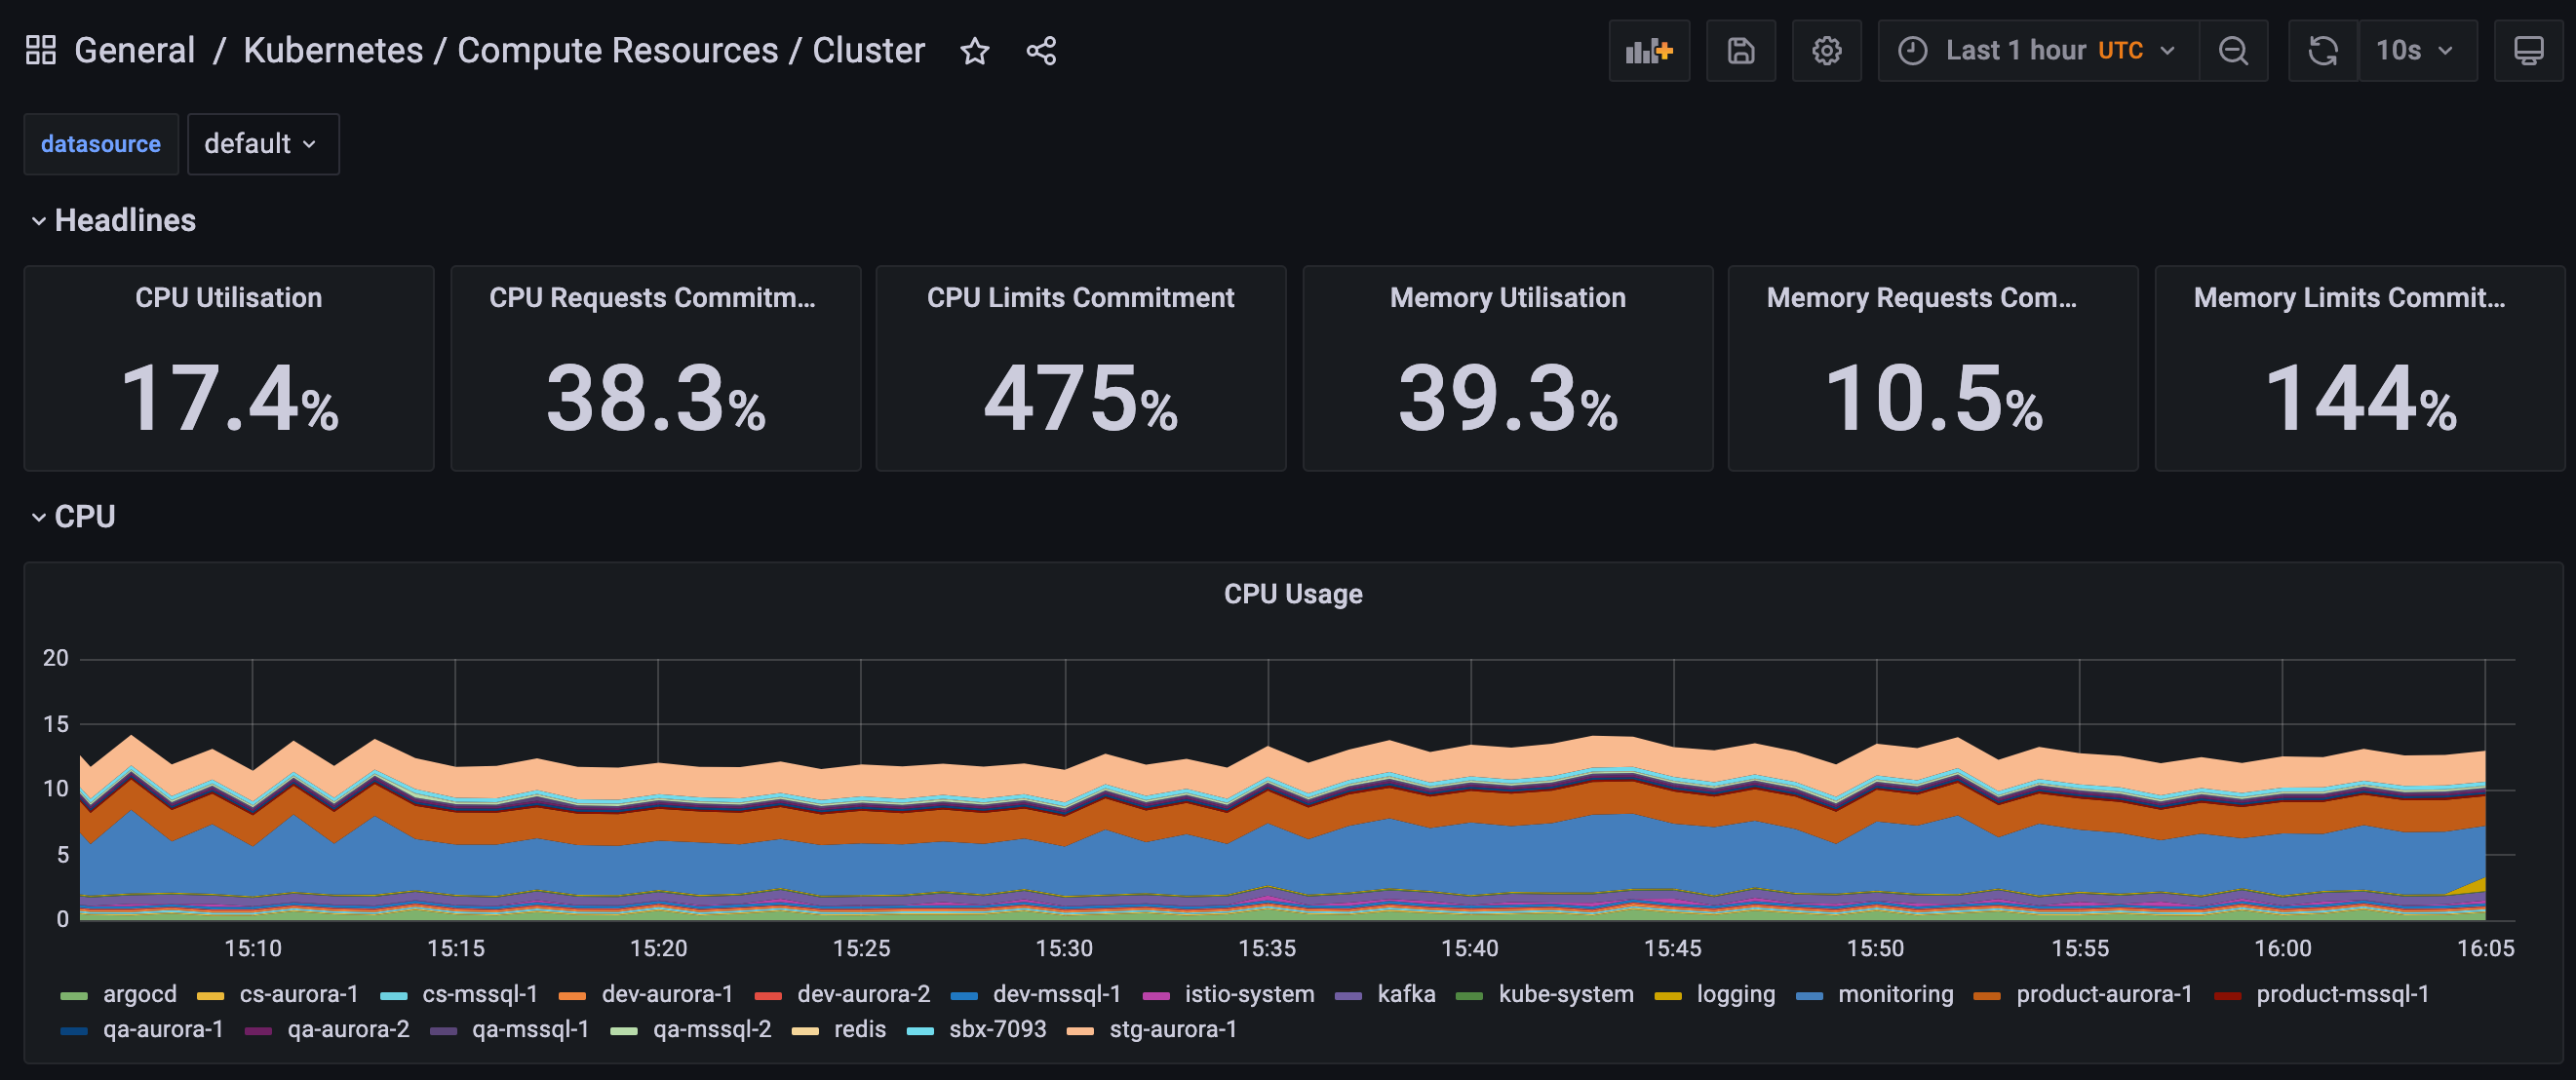 General / Kubernetes / Compute Resources / Cluster Last 1 hour UTC 10s
datasource default
Headlines
CPU Utilisation CPU Requests Commitm... CPU Limits Commitment Memory Utilisation Memory Requests Com... Memory Limits Commit...
17.4% 38.3% 475% 39.3% 10.5% 144%
CPU
CPU Usage
20
15
10
5
0
15:10 15:15 15:20 15:25 15:30 15:35 15:40 15:45 15:50 15:55 16:00 16:05
argocd cs-aurora-1 cs-mssql-1 dev-aurora-1 dev-aurora-2 dev-mssql-1 istio-system kafka kube-system logging monitoring product-aurora-1 product-mssql-1
qa-aurora-1 qa-aurora-2 qa-mssql-1 qa-mssql-2 redis sbx-7093 stg-aurora-1